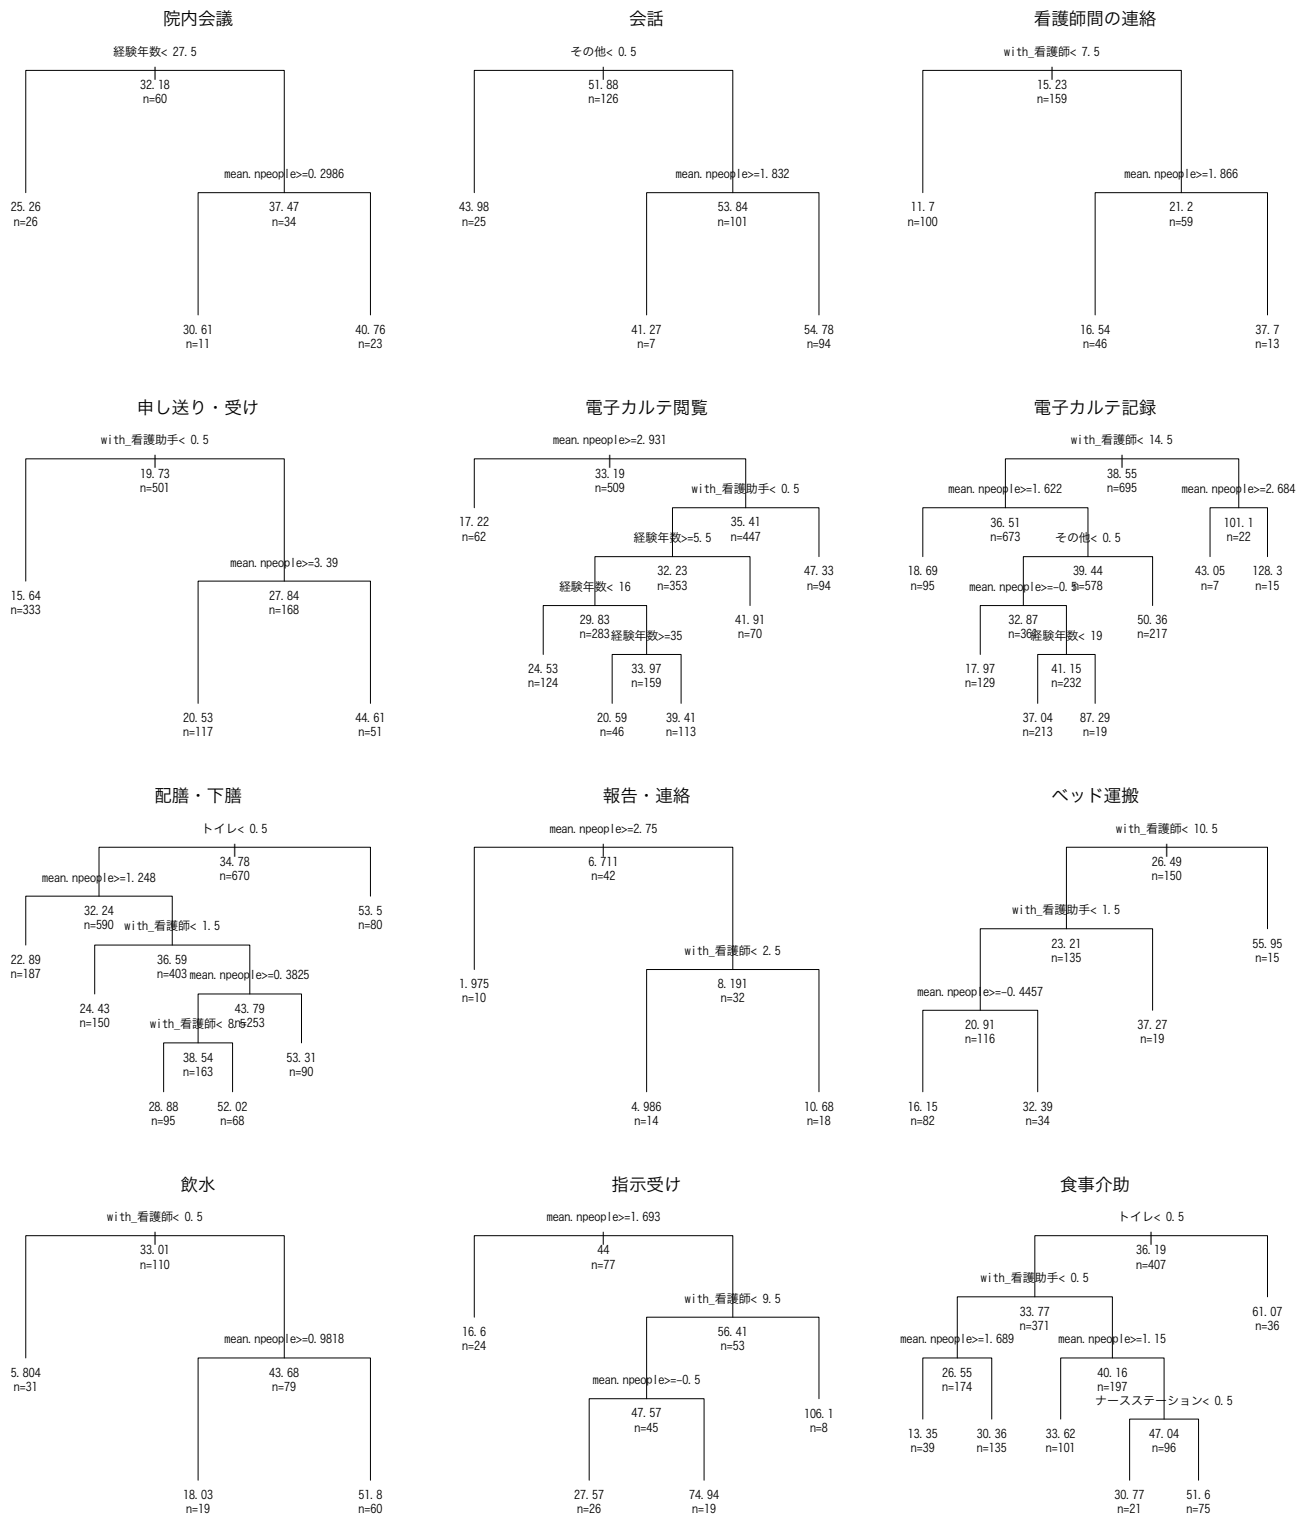 院内会議
経験年数< 27.5
32.18
n=60
mean.npeople>=0.2986
25.26
n=26
37.47
n=34
30.61
n=11
40.76
n=23
会話
その他< 0.5
51.88
n=126
mean.npeople>=1.832
43.98
n=25
53.84
n=101
41.27
n=7
54.78
n=94
看護師間の連絡
with_看護師< 7.5
15.23
n=159
mean.npeople>=1.866
11.7
n=100
21.2
n=59
16.54
n=46
37.7
n=13
申し送り・受け
with_看護助手< 0.5
19.73
n=501
mean.npeople>=3.39
15.64
n=333
27.84
n=168
20.53
n=117
44.61
n=51
電子カルテ閲覧
mean.npeople>=2.931
33.19
n=509
with_看護助手< 0.5
17.22
n=62
35.41
n=447
経験年数>=5.5
32.23
n=353
47.33
n=94
経験年数< 16
29.83
n=283
41.91
n=70
経験年数>=35
24.53
n=124
33.97
n=159
20.59
n=46
39.41
n=113
電子カルテ記録
with_看護師< 14.5
38.55
n=695
mean.npeople>=1.622
mean.npeople>=2.684
36.51
n=673
101.1
n=22
その他< 0.5
18.69
n=95
39.44
n=578
43.05
n=7
128.3
n=15
mean.npeople>=-0.5
32.87
n=361
50.36
n=217
経験年数< 19
17.97
n=129
41.15
n=232
37.04
n=213
87.29
n=19
配膳・下膳
トイレ< 0.5
34.78
n=670
mean.npeople>=1.248
32.24
n=590
53.5
n=80
with_看護師< 1.5
22.89
n=187
36.59
n=403
mean.npeople>=0.3825
24.43
n=150
43.79
n=253
with_看護師< 8.5
38.54
n=163
53.31
n=90
28.88
n=95
52.02
n=68
報告・連絡
mean.npeople>=2.75
6.711
n=42
with_看護師< 2.5
1.975
n=10
8.191
n=32
4.986
n=14
10.68
n=18
ベッド運搬
with_看護師< 10.5
26.49
n=150
with_看護助手< 1.5
23.21
n=135
55.95
n=15
mean.npeople>=-0.4457
20.91
n=116
37.27
n=19
16.15
n=82
32.39
n=34
飲水
with_看護師< 0.5
33.01
n=110
mean.npeople>=0.9818
5.804
n=31
43.68
n=79
18.03
n=19
51.8
n=60
指示受け
mean.npeople>=1.693
44
n=77
with_看護師< 9.5
16.6
n=24
56.41
n=53
mean.npeople>=-0.5
47.57
n=45
106.1
n=8
27.57
n=26
74.94
n=19
食事介助
トイレ< 0.5
36.19
n=407
with_看護助手< 0.5
33.77
n=371
61.07
n=36
mean.npeople>=1.689
mean.npeople>=1.15
26.55
n=174
40.16
n=197
ナースステーション< 0.5
13.35
n=39
30.36
n=135
33.62
n=101
47.04
n=96
30.77
n=21
51.6
n=75